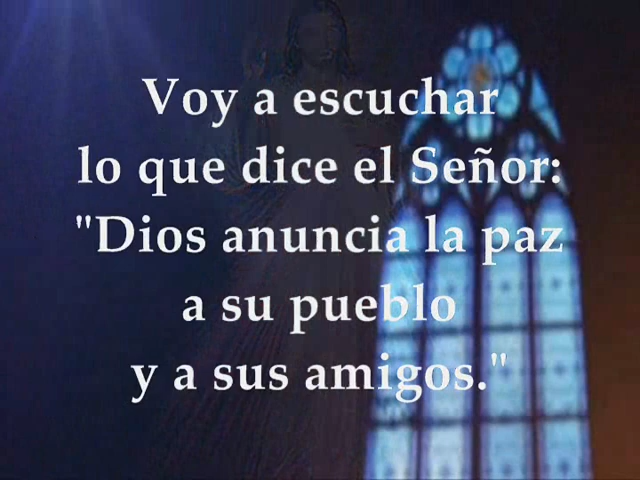 Voy a escuchar
lo que dice el Señor:
"Dios anuncia la paz
a su pueblo
y a sus amigos."